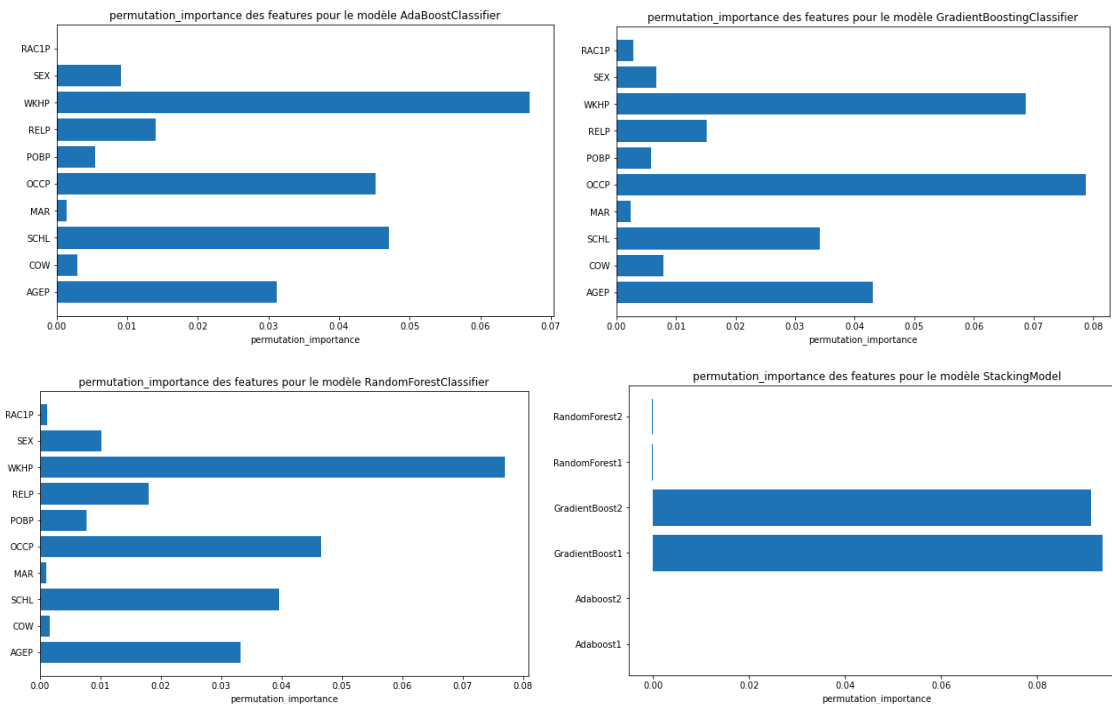 permutation_importance des features pour le modèle AdaBoostClassifier
RAC1P
SEX
WKHP
RELP
POBP
OCCP
MAR
SCHL
COW
AGEP
0.00 0.01 0.02 0.03 0.04 0.05 0.06 0.07
permutation_importance
permutation_importance des features pour le modèle GradientBoostingClassifier
RAC1P
SEX
WKHP
RELP
POBP
OCCP
MAR
SCHL
COW
AGEP
0.00 0.01 0.02 0.03 0.04 0.05 0.06 0.07 0.08
permutation_importance
permutation_importance des features pour le modèle RandomForestClassifier
RAC1P
SEX
WKHP
RELP
POBP
OCCP
MAR
SCHL
COW
AGEP
0.00 0.01 0.02 0.03 0.04 0.05 0.06 0.07 0.08
permutation_importance
permutation_importance des features pour le modèle StackingModel
RandomForest2
RandomForest1
GradientBoost2
GradientBoost1
Adaboost2
Adaboost1
0.00 0.02 0.04 0.06 0.08
permutation_importance